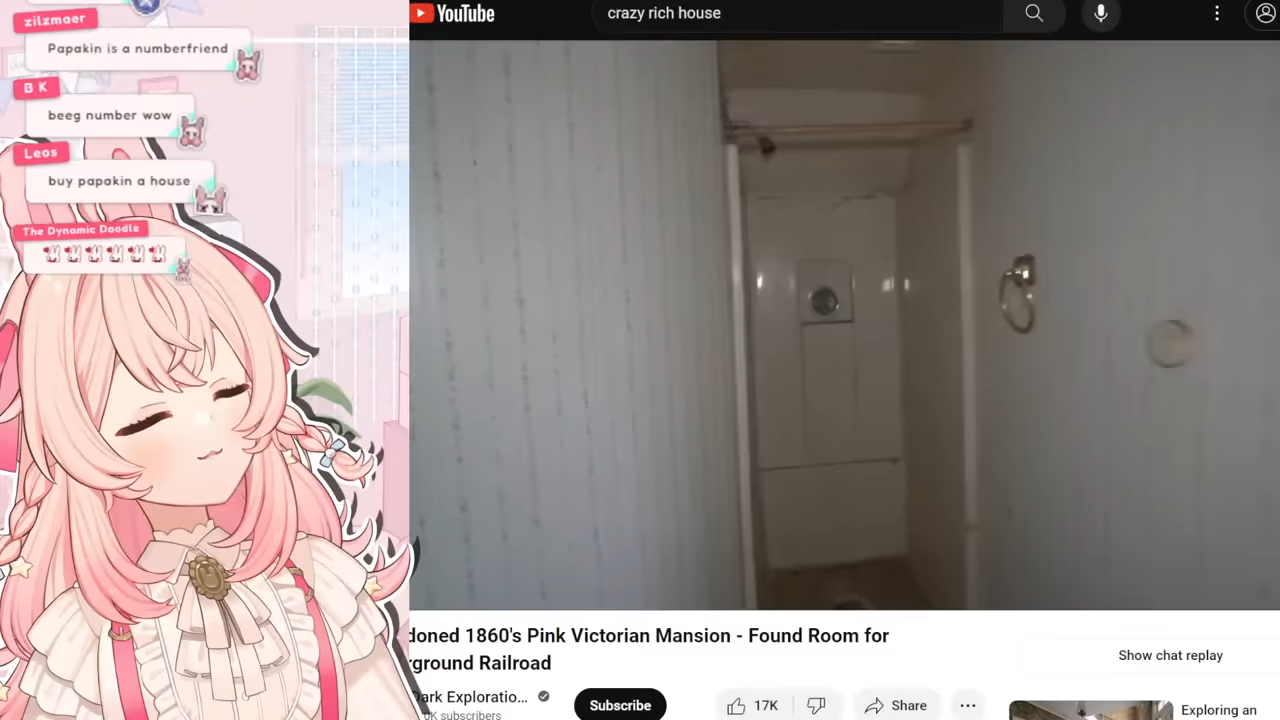 zilzmaer
Papakin is a numberfriend
B K
beeg number wow
Leos
buy papakin a house
The Dynamic Doodle
YouTube
crazy rich house
doned 1860's Pink Victorian Mansion - Found Room for
rground Railroad
Dark Exploratio...
0K subscribers
Subscribe
17K
Share
Show chat replay
Exploring an